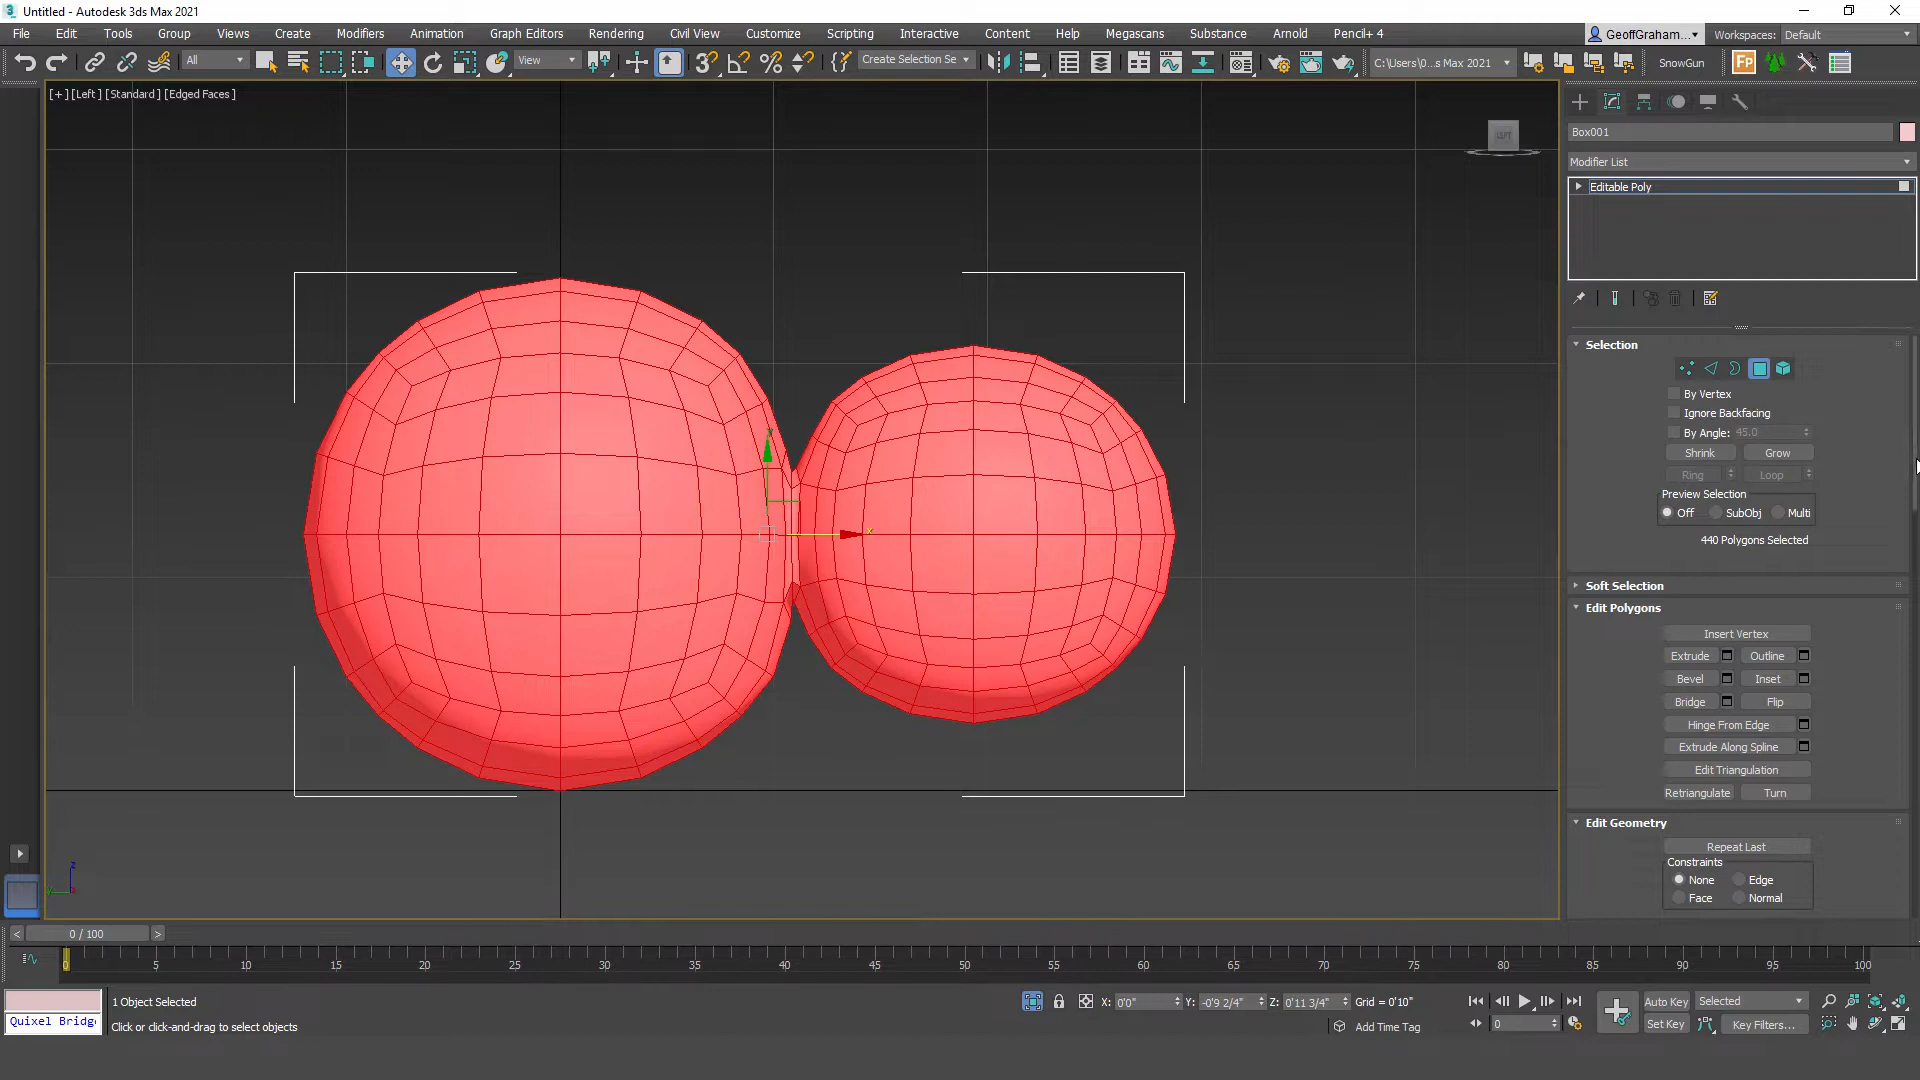 Untitled - Autodesk 3ds Max 2021
File Edit Tools Group Views Create Modifiers Animation Graph Editors Rendering Civil View Customize Scripting Interactive Content Help Megascans Substance Arnold Pencil+ 4
GeoffGraham... Workspaces: Default
All View Create Selection Se C:\Users\0...s Max 2021 SnowGun
[+] [Left] [Standard] [Edged Faces]
LEFT
Box001
Modifier List
Editable Poly
Selection
By Vertex
Ignore Backfacing
By Angle: 45.0
Shrink Grow
Ring Loop
Preview Selection
Off SubObj Multi
440 Polygons Selected
Soft Selection
Edit Polygons
Insert Vertex
Extrude Outline
Bevel Inset
Bridge Flip
Hinge From Edge
Extrude Along Spline
Edit Triangulation
Retriangulate Turn
Edit Geometry
Repeat Last
Constraints
None Edge
Face Normal
x
z
0 / 100
0 5 10 15 20 25 30 35 40 45 50 55 60 65 70 75 80 85 90 95 100
1 Object Selected X: 0'0" Y: -0'9 2/4" Z: 0'11 3/4" Grid = 0'10" Auto Key Selected
Quixel Bridg Click or click-and-drag to select objects Add Time Tag 0 Set Key Key Filters...